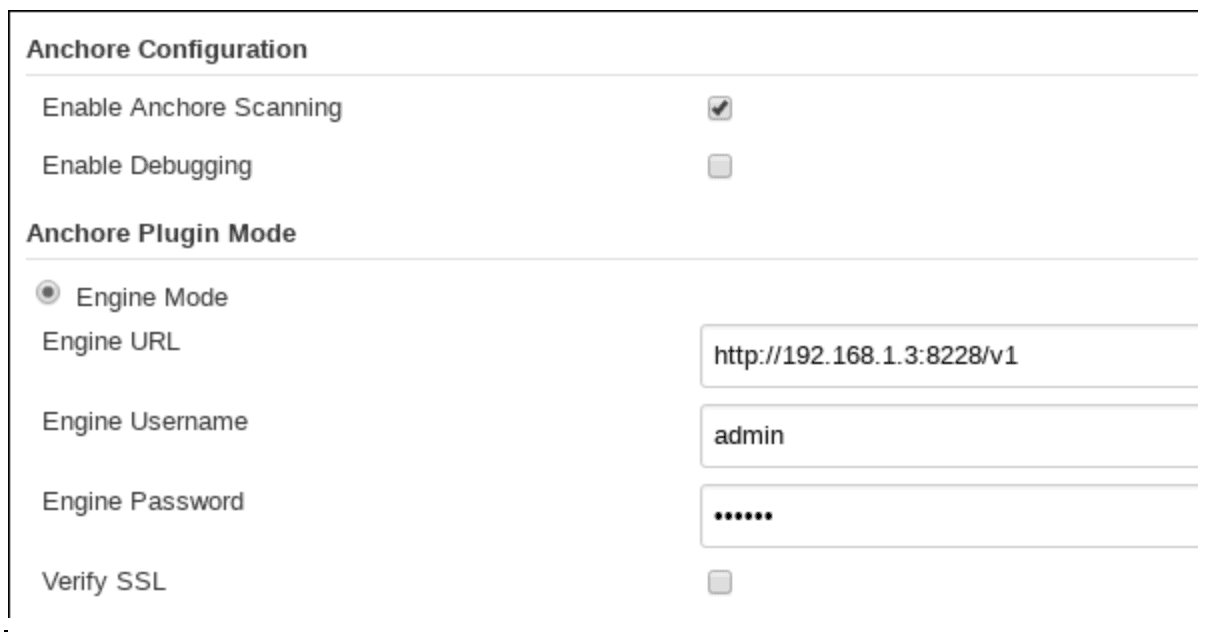 Anchore Configuration
Enable Anchore Scanning
Enable Debugging
Anchore Plugin Mode
Engine Mode
Engine URL
http://192.168.1.3:8228/v1
Engine Username
admin
Engine Password
••••••
Verify SSL